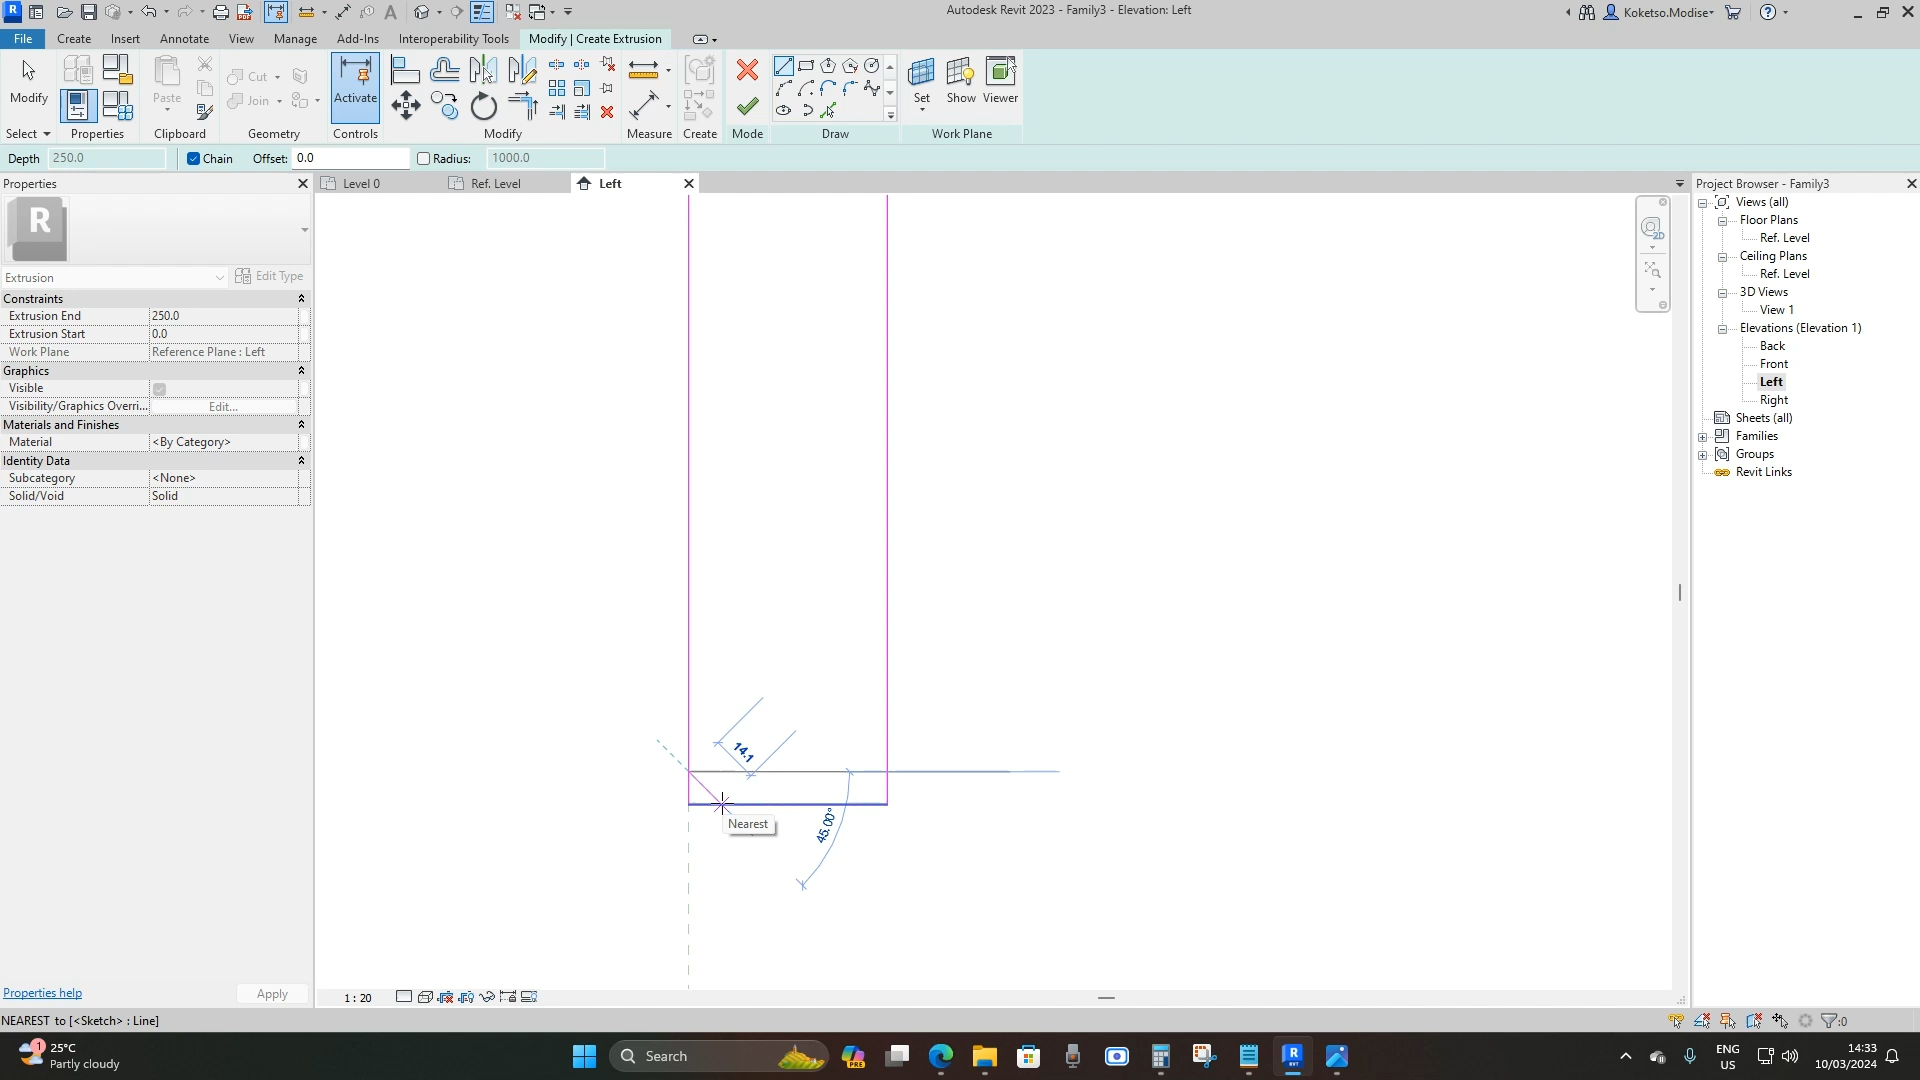 Autodesk Revit 2023 - Family3 - Elevation: Left
Koketso.Modise
File
Create
Insert
Annotate
View
Manage
Add-Ins
Interoperability Tools
Modify | Create Extrusion
Modify
Paste
Cut
Join
Activate
Set
Show
Viewer
Select
Properties
Clipboard
Geometry
Controls
Modify
Measure
Create
Mode
Draw
Work Plane
Depth
250.0
Chain
Offset:
0.0
Radius:
1000.0
Properties
Level 0
Ref. Level
Left
Project Browser - Family3
R
Extrusion
Edit Type
Constraints
Extrusion End
250.0
Extrusion Start
0.0
Work Plane
Reference Plane : Left
Graphics
Visible
Visibility/Graphics Overri...
Edit...
Materials and Finishes
Material
<By Category>
Identity Data
Subcategory
<None>
Solid/Void
Solid
Views (all)
Floor Plans
Ref. Level
Ceiling Plans
Ref. Level
3D Views
View 1
Elevations (Elevation 1)
Back
Front
Left
Right
Sheets (all)
Families
Groups
Revit Links
2D
14.1
45.00°
Nearest
Properties help
Apply
1 : 20
NEAREST to [<Sketch> : Line]
:0
25°C
Partly cloudy
Search
PRE
R
RVT
ENG
US
14:33
10/03/2024